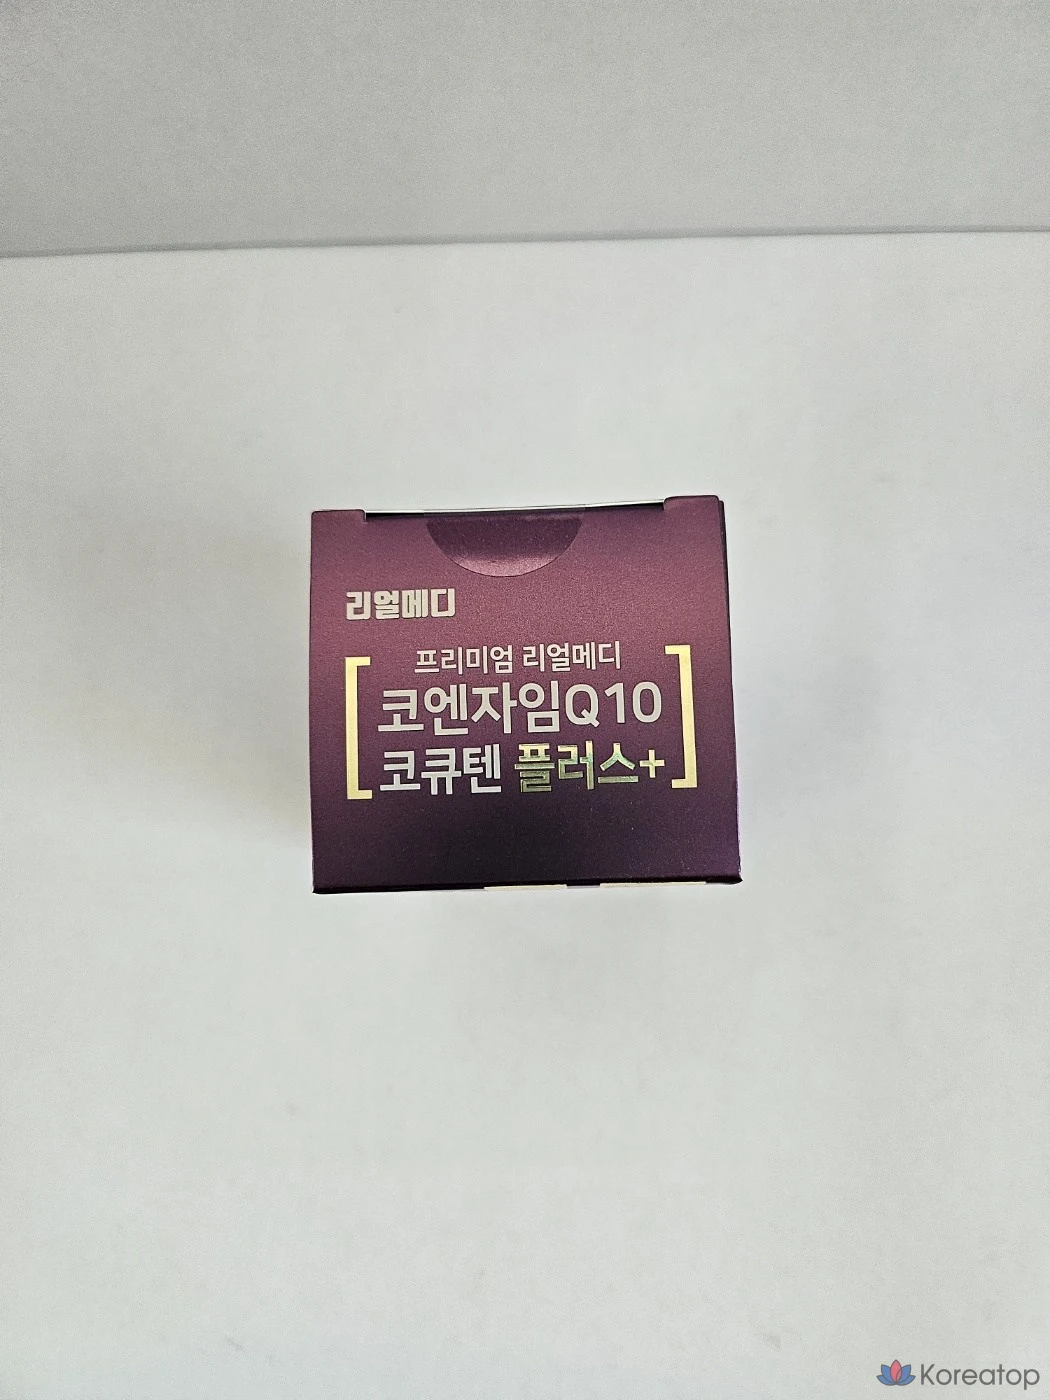 리얼메디
프리미엄 리얼메디
코엔자임Q10
코큐텐 플러스+
Koreatop